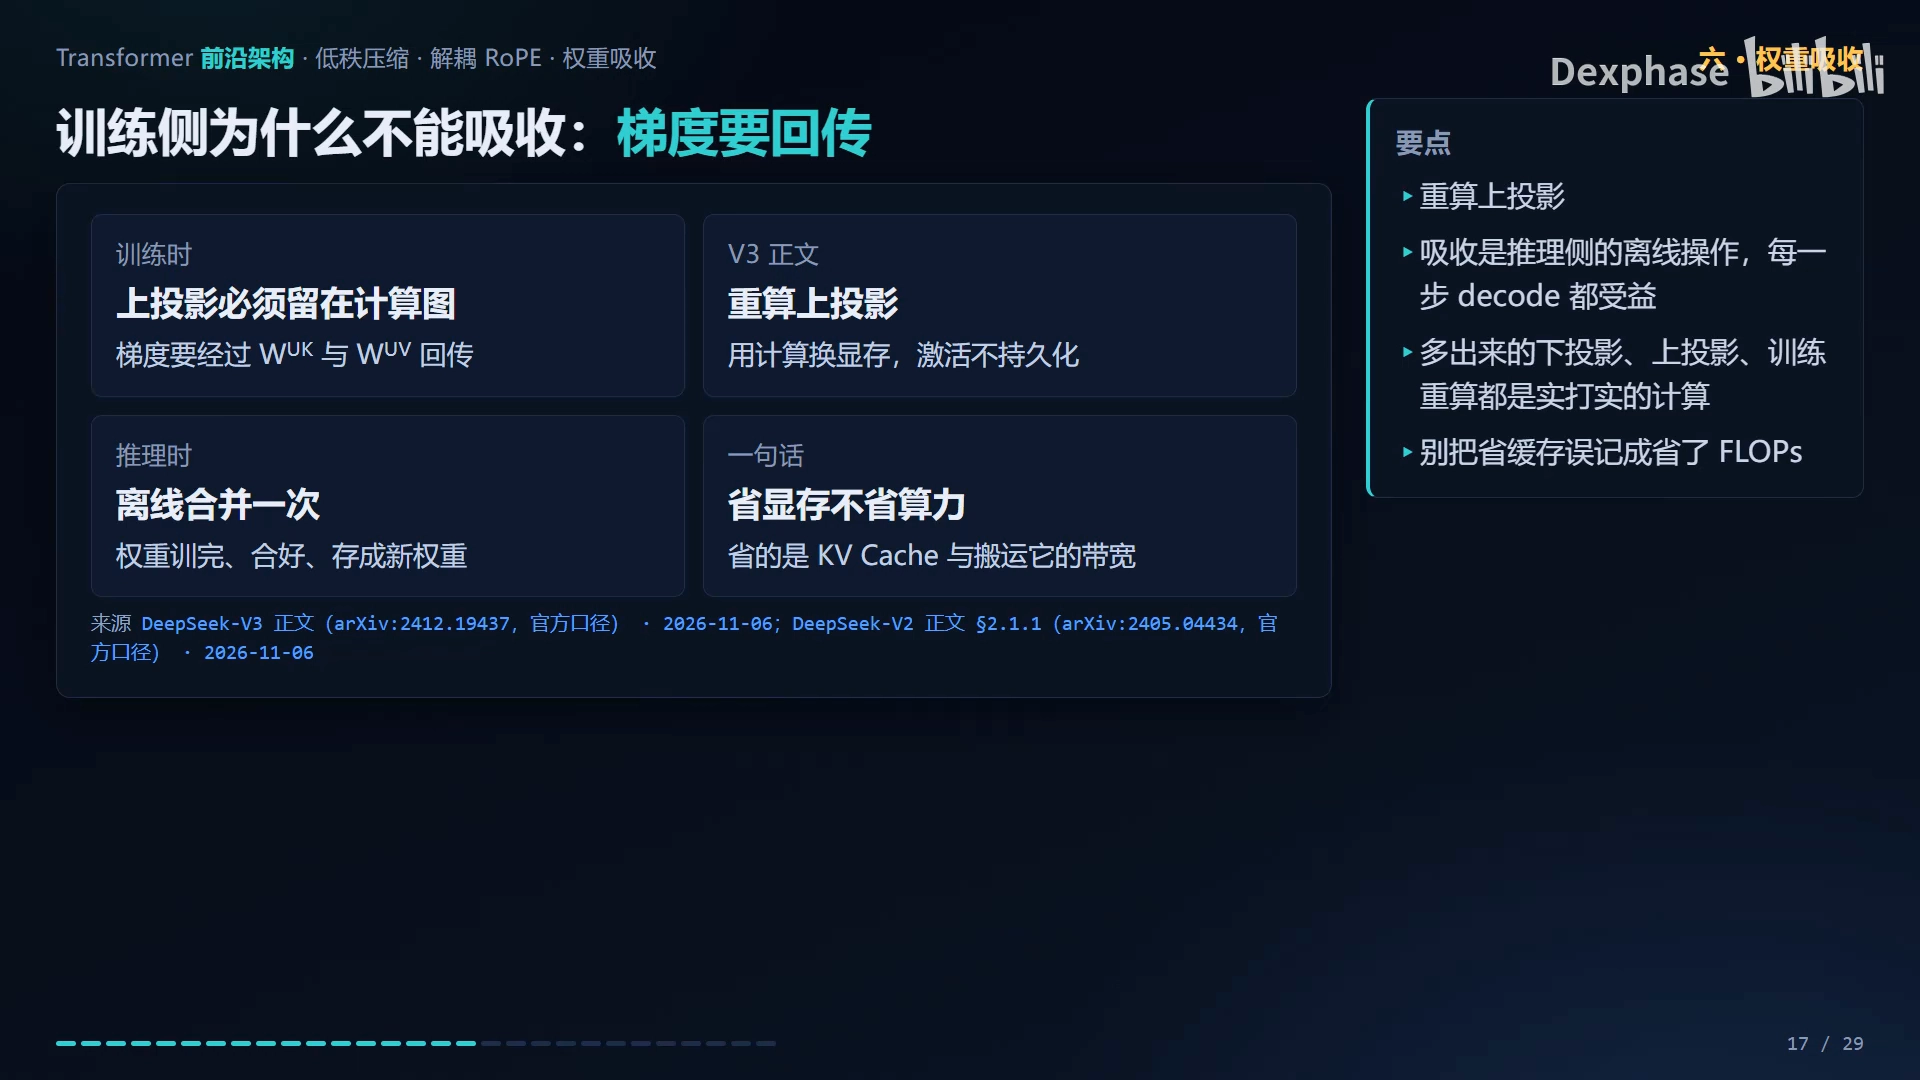 Transformer 前沿架构 · 低秩压缩 · 解耦 RoPE · 权重吸收
六 · 权重吸收
Dexphase bilibili
训练侧为什么不能吸收：梯度要回传
训练时
上投影必须留在计算图
梯度要经过 Wᵁᴷ 与 Wᵁⱽ 回传
V3 正文
重算上投影
用计算换显存，激活不持久化
推理时
离线合并一次
权重训完、合好、存成新权重
一句话
省显存不省算力
省的是 KV Cache 与搬运它的带宽
来源 DeepSeek-V3 正文 (arXiv:2412.19437, 官方口径) · 2026-11-06; DeepSeek-V2 正文 §2.1.1 (arXiv:2405.04434, 官
方口径) · 2026-11-06
要点
▸重算上投影
▸吸收是推理侧的离线操作，每一
步 decode 都受益
▸多出来的下投影、上投影、训练
重算都是实打实的计算
▸别把省缓存误记成省了 FLOPs
17 / 29